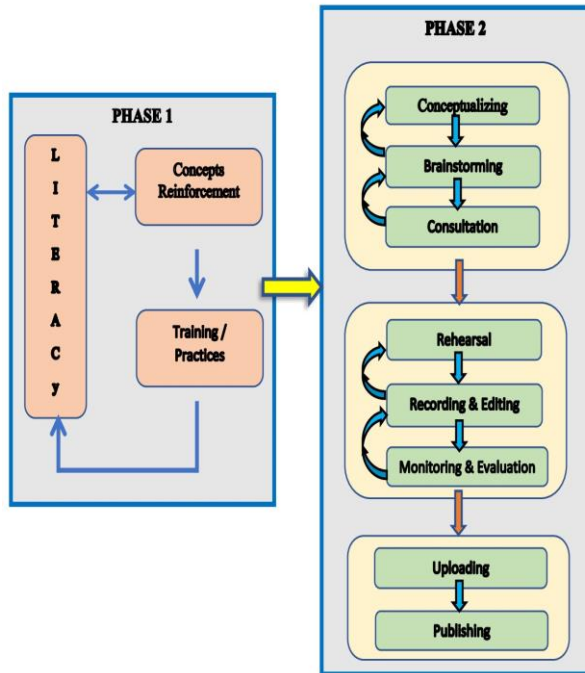 PHASE 1
L
I
T
E
R
A
C
y
Concepts
Reinforcement
Training /
Practices
PHASE 2
Conceptualizing
Brainstorming
Consultation
Rehearsal
Recording & Editing
Monitoring & Evaluation
Uploading
Publishing